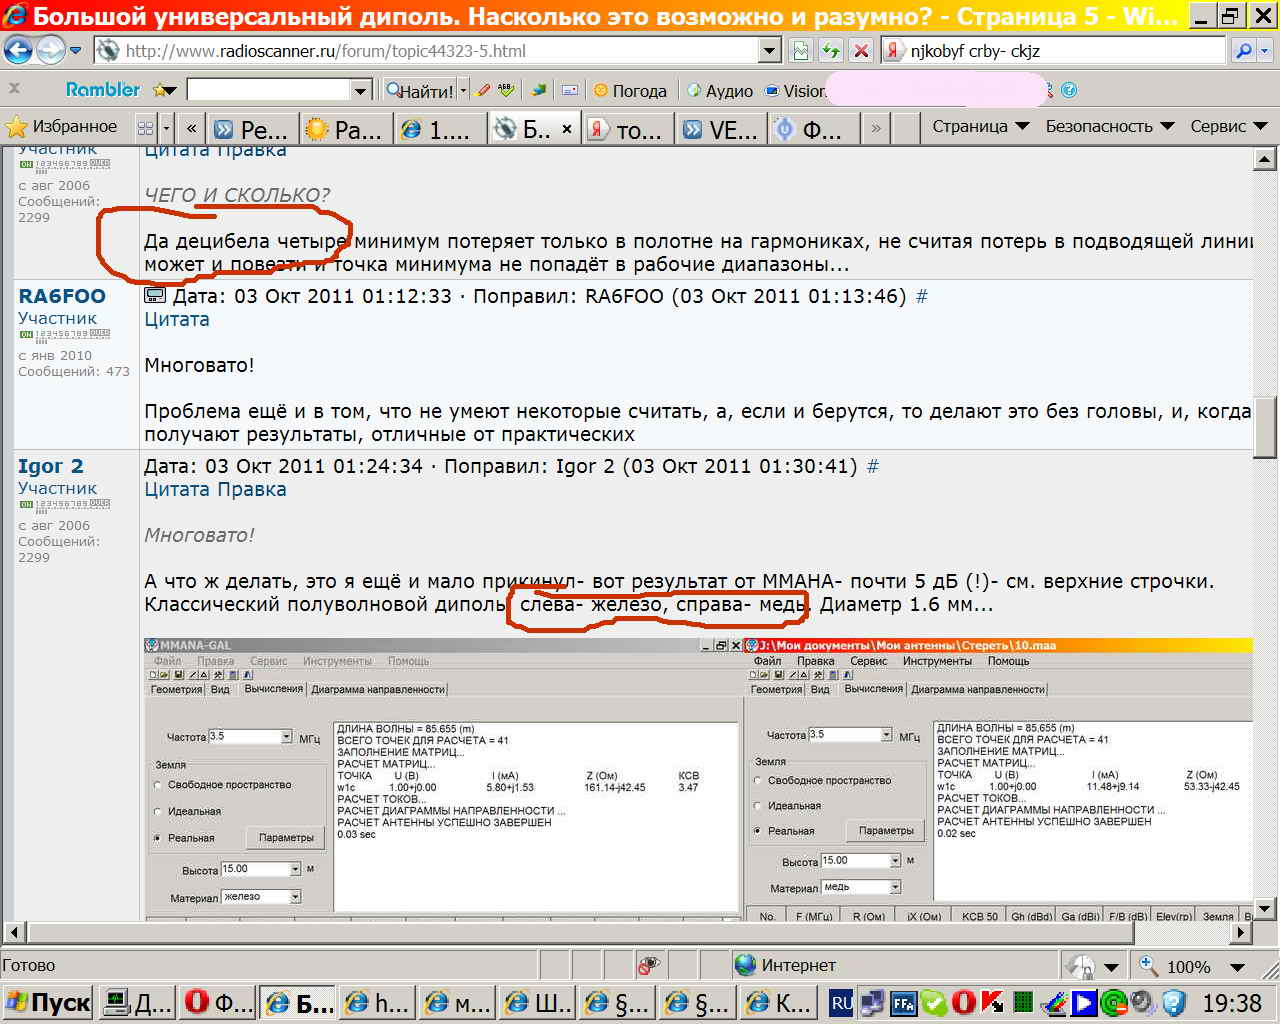 Большой универсальный диполь. Насколько это возможно и разумно? - Страница 5 - Wi...
http://www.radioscanner.ru/forum/topic44323-5.html
njkobyf crby- ckjz
Rambler
Найти!
Погода
Аудио
Vision
Избранное
Ре...
Ра...
1....
Б...
то...
VE...
Ф...
Страница
Безопасность
Сервис
Участник
Цитата Правка
с авг 2006
Сообщений:
2299
ЧЕГО И СКОЛЬКО?
Да децибела четыре минимум потеряет только в полотне на гармониках, не считая потерь в подводящей линии
может и повезти и точка минимума не попадёт в рабочие диапазоны...
RA6FOO
Дата: 03 Окт 2011 01:12:33 · Поправил: RA6FOO (03 Окт 2011 01:13:46) #
Участник
Цитата
с янв 2010
Сообщений: 473
Многовато!
Проблема ещё и в том, что не умеют некоторые считать, а, если и берутся, то делают это без головы, и, когда
получают результаты, отличные от практических
Igor 2
Дата: 03 Окт 2011 01:24:34 · Поправил: Igor 2 (03 Окт 2011 01:30:41) #
Участник
Цитата Правка
с авг 2006
Сообщений:
2299
Многовато!
А что ж делать, это я ещё и мало прикинул- вот результат от ММАНА- почти 5 дБ (!)- см. верхние строчки.
Классический полуволновой диполь, слева- железо, справа- медь. Диаметр 1.6 мм...
MMANA-GAL
Файл Правка Сервис Инструменты Помощь
Геометрия Вид Вычисления Диаграмма направленности
Частота 3.5 МГц
Земля
Свободное пространство
Идеальная
Реальная Параметры
Высота 15.00 м
Материал железо
ДЛИНА ВОЛНЫ = 85.655 (m)
ВСЕГО ТОЧЕК ДЛЯ РАСЧЕТА = 41
ЗАПОЛНЕНИЕ МАТРИЦ...
РАСЧЕТ МАТРИЦ...
ТОЧКА U (В) I (мА) Z (Ом) КСВ
w1c 1.00+j0.00 5.80+j1.53 161.14-j42.45 3.47
РАСЧЕТ ТОКОВ...
РАСЧЕТ ДИАГРАММЫ НАПРАВЛЕННОСТИ ...
РАСЧЕТ АНТЕННЫ УСПЕШНО ЗАВЕРШЕН
0.03 sec
J:\Мои документы\Мои антенны\Стереть\10.maa
Файл Правка Сервис Инструменты Помощь
Геометрия Вид Вычисления Диаграмма направленности
Частота 3.5 МГц
Земля
Свободное пространство
Идеальная
Реальная Параметры
Высота 15.00 м
Материал медь
ДЛИНА ВОЛНЫ = 85.655 (m)
ВСЕГО ТОЧЕК ДЛЯ РАСЧЕТА = 41
ЗАПОЛНЕНИЕ МАТРИЦ...
РАСЧЕТ МАТРИЦ...
ТОЧКА U (В) I (мА) Z (Ом)
w1c 1.00+j0.00 11.48+j9.14 53.33-j42.45
РАСЧЕТ ТОКОВ...
РАСЧЕТ ДИАГРАММЫ НАПРАВЛЕННОСТИ ...
РАСЧЕТ АНТЕННЫ УСПЕШНО ЗАВЕРШЕН
0.02 sec
No. F (МГц) R (Ом) jX (Ом) КСВ 50 Gh (dBd) Ga (dBi) F/B (dB) Elev(гр) Земля В
Готово
Интернет
100%
Пуск
Д...
Ф...
Б...
h...
м...
Ш...
§...
§...
К...
RU
19:38